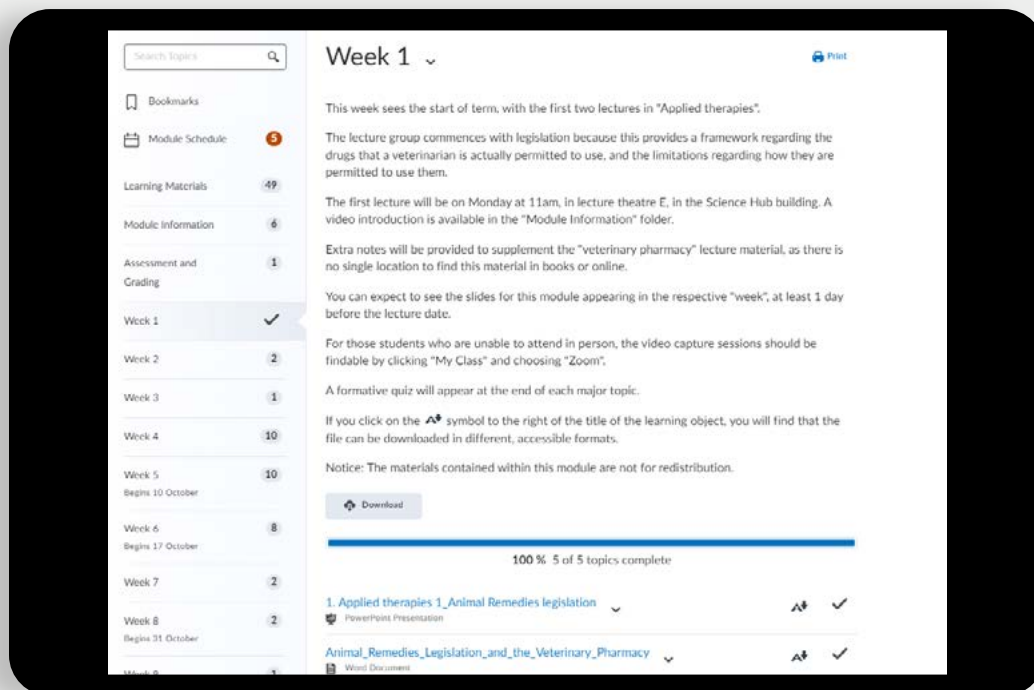 Search Topics
Bookmarks
Module Schedule 5
Learning Materials 49
Module Information 6
Assessment and
Grading 1
Week 1
Week 2 2
Week 3 1
Week 4 10
Week 5 10
Begins 10 October
Week 6 8
Begins 17 October
Week 7 2
Week 8 2
Begins 31 October
Week 9 1
Week 1
Print
This week sees the start of term, with the first two lectures in "Applied therapies".
The lecture group commences with legislation because this provides a framework regarding the
drugs that a veterinarian is actually permitted to use, and the limitations regarding how they are
permitted to use them.
The first lecture will be on Monday at 11am, in lecture theatre E, in the Science Hub building. A
video introduction is available in the "Module Information" folder.
Extra notes will be provided to supplement the "veterinary pharmacy" lecture material, as there is
no single location to find this material in books or online.
You can expect to see the slides for this module appearing in the respective "week", at least 1 day
before the lecture date.
For those students who are unable to attend in person, the video capture sessions should be
findable by clicking "My Class" and choosing "Zoom".
A formative quiz will appear at the end of each major topic.
If you click on the A symbol to the right of the title of the learning object, you will find that the
file can be downloaded in different, accessible formats.
Notice: The materials contained within this module are not for redistribution.
Download
100 % 5 of 5 topics complete
1. Applied therapies 1_Animal Remedies legislation
PowerPoint Presentation
Animal_Remedies_Legislation_and_the_Veterinary_Pharmacy
Word Document